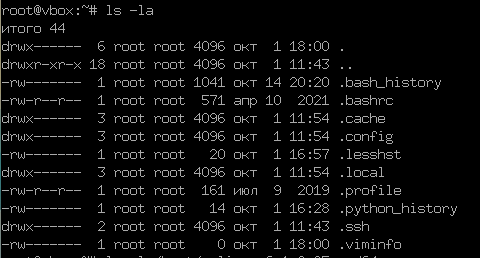 root@vbox:~# ls -la
итого 44
drwx------  6 root root 4096 окт  1 18:00 .
drwxr-xr-x 18 root root 4096 окт  1 11:43 ..
-rw-------  1 root root 1041 окт 14 20:20 .bash_history
-rw-r--r--  1 root root  571 апр 10  2021 .bashrc
drwx------  3 root root 4096 окт  1 11:54 .cache
drwx------  3 root root 4096 окт  1 11:54 .config
-rw-------  1 root root   20 окт  1 16:57 .lesshst
drwx------  3 root root 4096 окт  1 11:54 .local
-rw-r--r--  1 root root  161 июл  9  2019 .profile
-rw-------  1 root root   14 окт  1 16:28 .python_history
drwx------  2 root root 4096 окт  1 11:43 .ssh
-rw-------  1 root root    0 окт  1 18:00 .viminfo